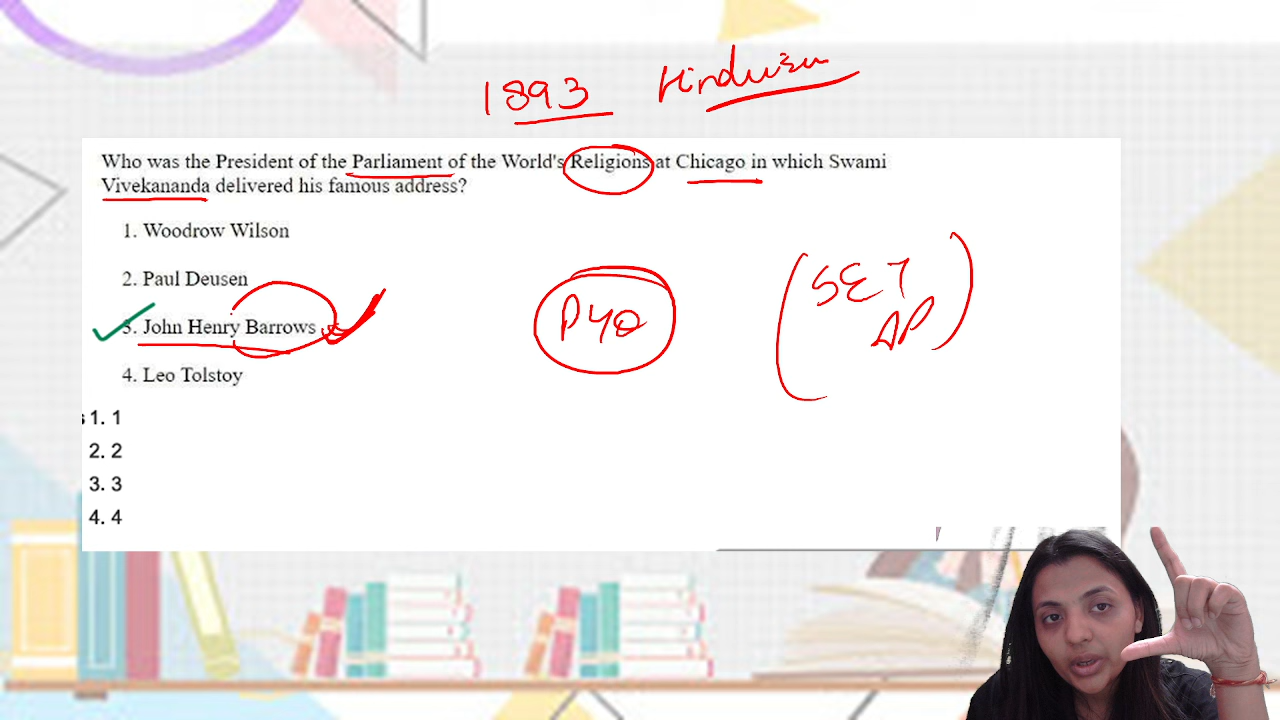 1893 Hinduism
Who was the President of the Parliament of the World's Religions at Chicago in which Swami
Vivekananda delivered his famous address?
1. Woodrow Wilson
2. Paul Deusen
3. John Henry Barrows
4. Leo Tolstoy
PYQ
SET
AP
1. 1
2. 2
3. 3
4. 4